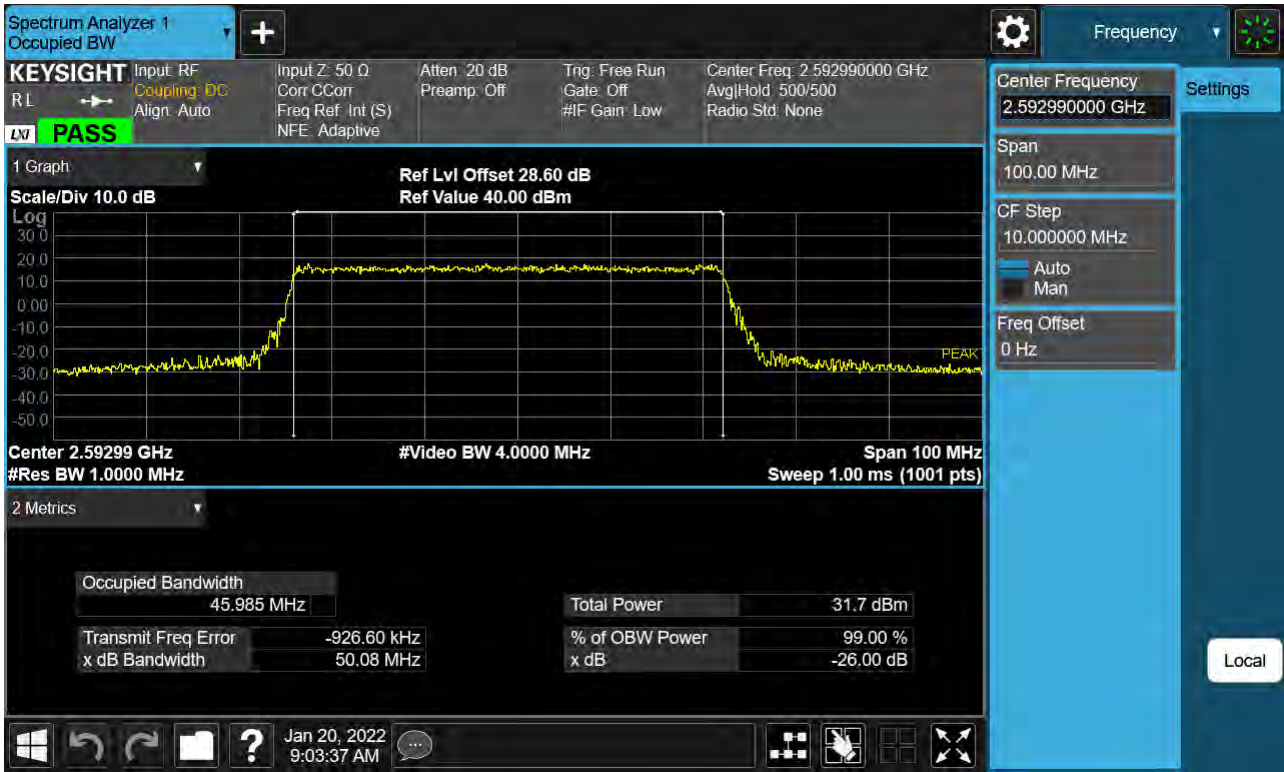 Spectrum Analyzer 1
Occupied BW
Frequency
KEYSIGHT
RL
LXI
PASS
Input: RF
Coupling: DC
Align: Auto
Input Z: 50 Ω
Corr CCorr
Freq Ref: Int (S)
NFE: Adaptive
Atten: 20 dB
Preamp: Off
Trig: Free Run
Gate: Off
#IF Gain: Low
Center Freq: 2.592990000 GHz
Avg|Hold: 500/500
Radio Std: None
Center Frequency
2.592990000 GHz
Settings
Span
100.00 MHz
CF Step
10.000000 MHz
Auto
Man
Freq Offset
0 Hz
Local
1 Graph
Scale/Div 10.0 dB
Ref Lvl Offset 28.60 dB
Ref Value 40.00 dBm
Log
30.0
20.0
10.0
0.00
-10.0
-20.0
-30.0
-40.0
-50.0
PEAK
Center 2.59299 GHz
#Res BW 1.0000 MHz
#Video BW 4.0000 MHz
Span 100 MHz
Sweep 1.00 ms (1001 pts)
2 Metrics
Occupied Bandwidth
45.985 MHz
Total Power 31.7 dBm
Transmit Freq Error -926.60 kHz
% of OBW Power 99.00 %
x dB Bandwidth 50.08 MHz
x dB -26.00 dB
?
Jan 20, 2022
9:03:37 AM